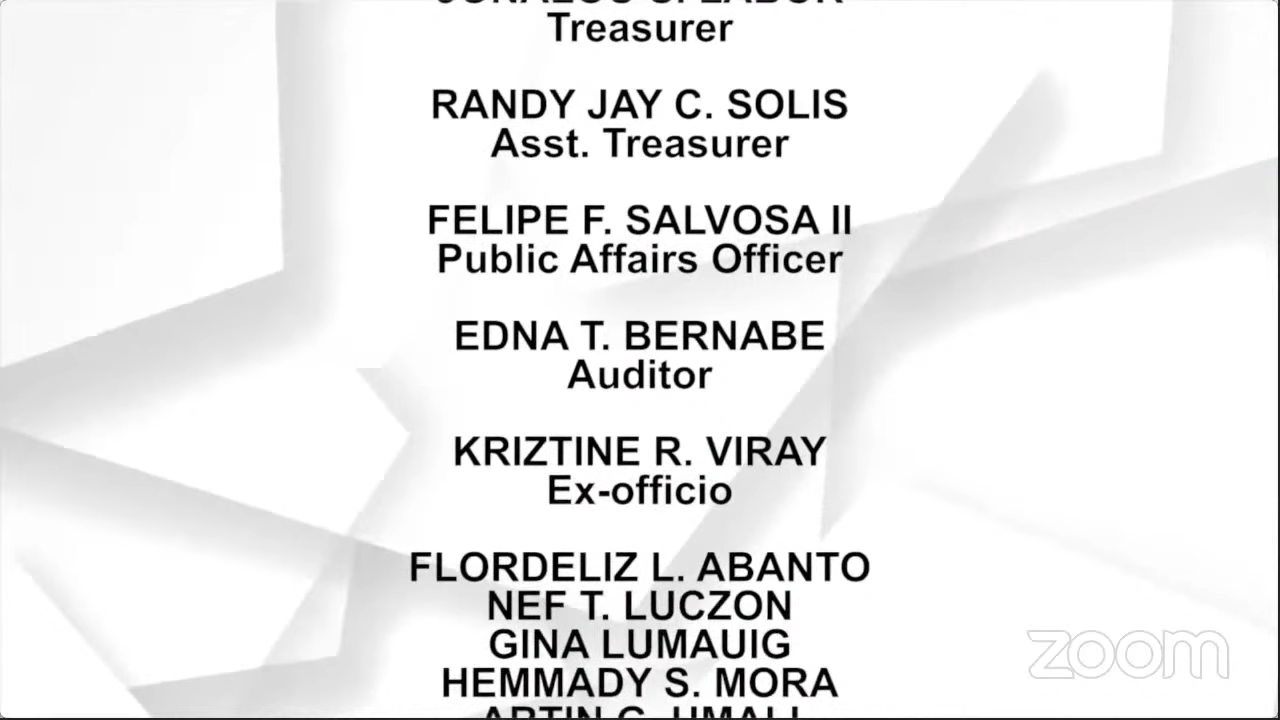 Treasurer
RANDY JAY C. SOLIS
Asst. Treasurer
FELIPE F. SALVOSA II
Public Affairs Officer
EDNA T. BERNABE
Auditor
KRIZTINE R. VIRAY
Ex-officio
FLORDELIZ L. ABANTO
NEF T. LUCZON
GINA LUMAUIG
HEMMADY S. MORA
zoom